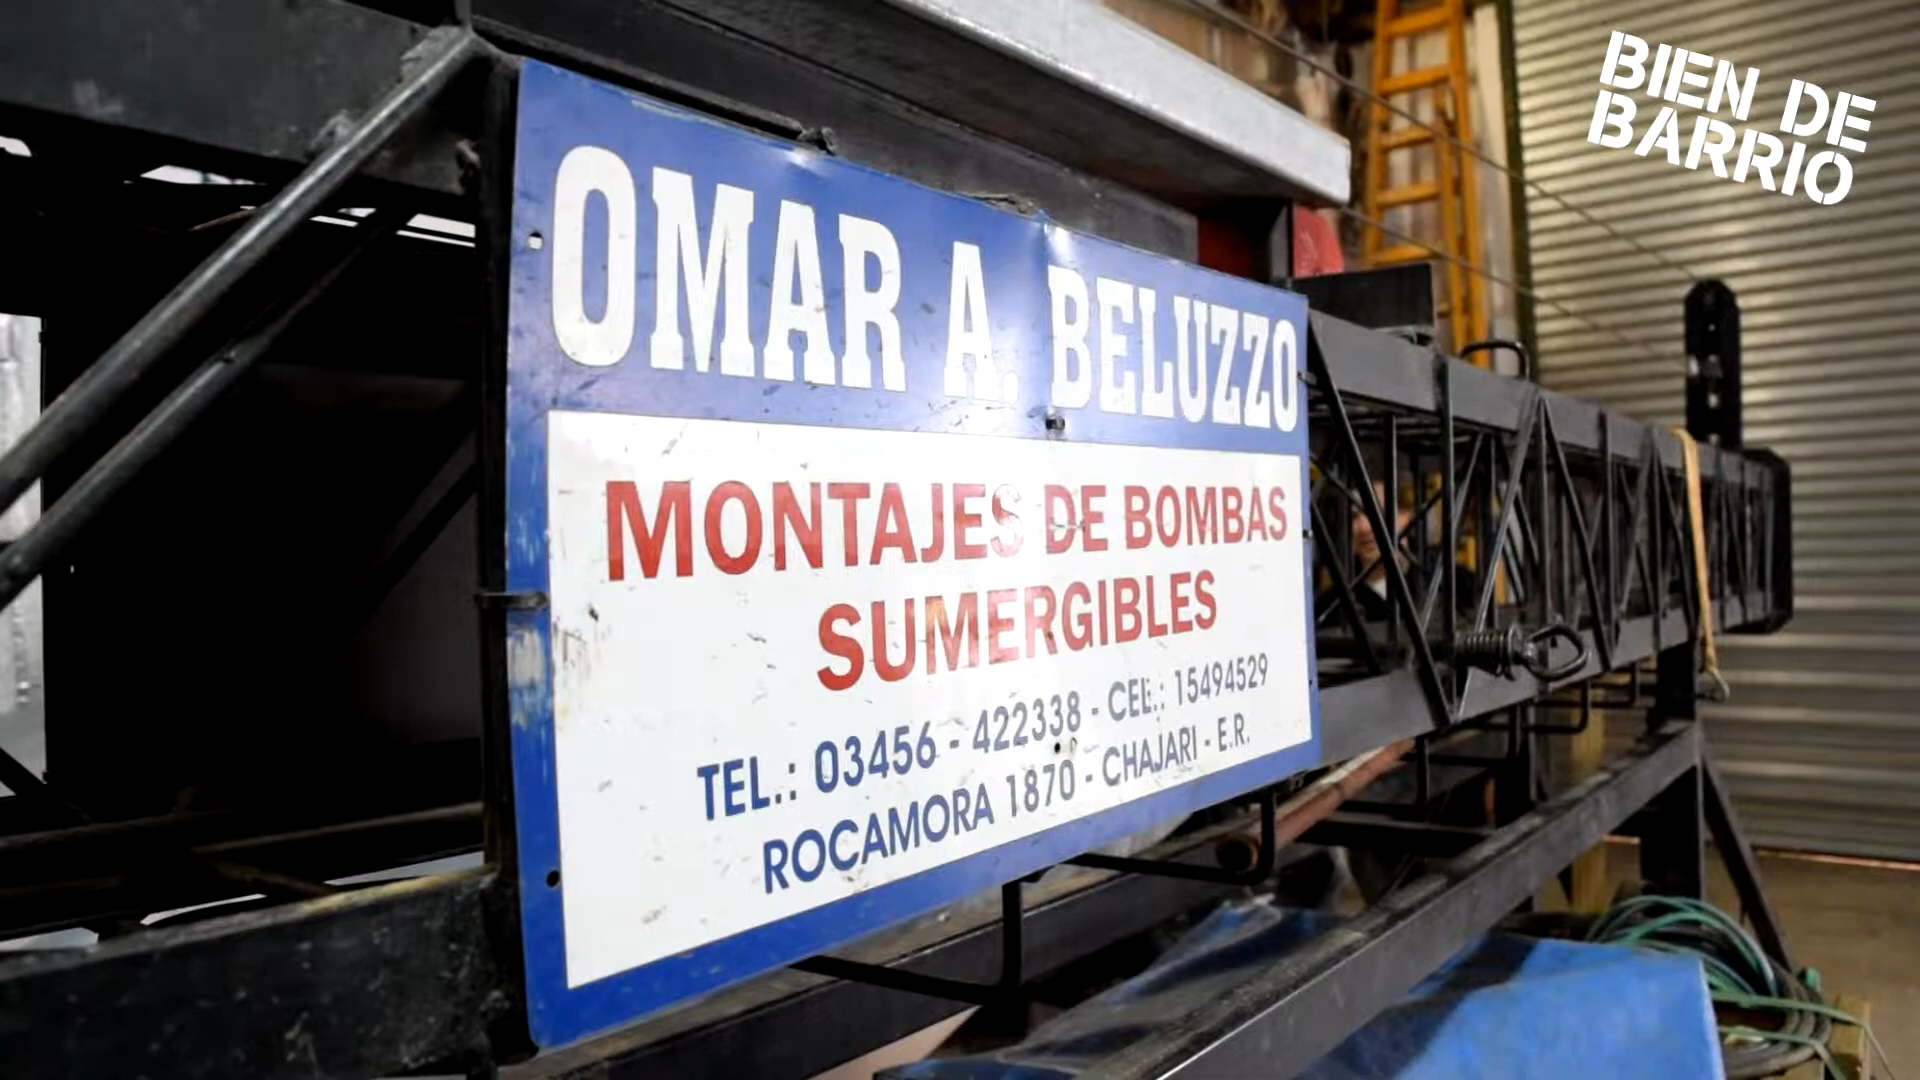 BIEN DE
BARRIO
OMAR A. BELUZZO
MONTAJES DE BOMBAS
SUMERGIBLES
TEL.: 03456 - 422338 - CEL.: 15494529
ROCAMORA 1870 - CHAJARI - E.R.